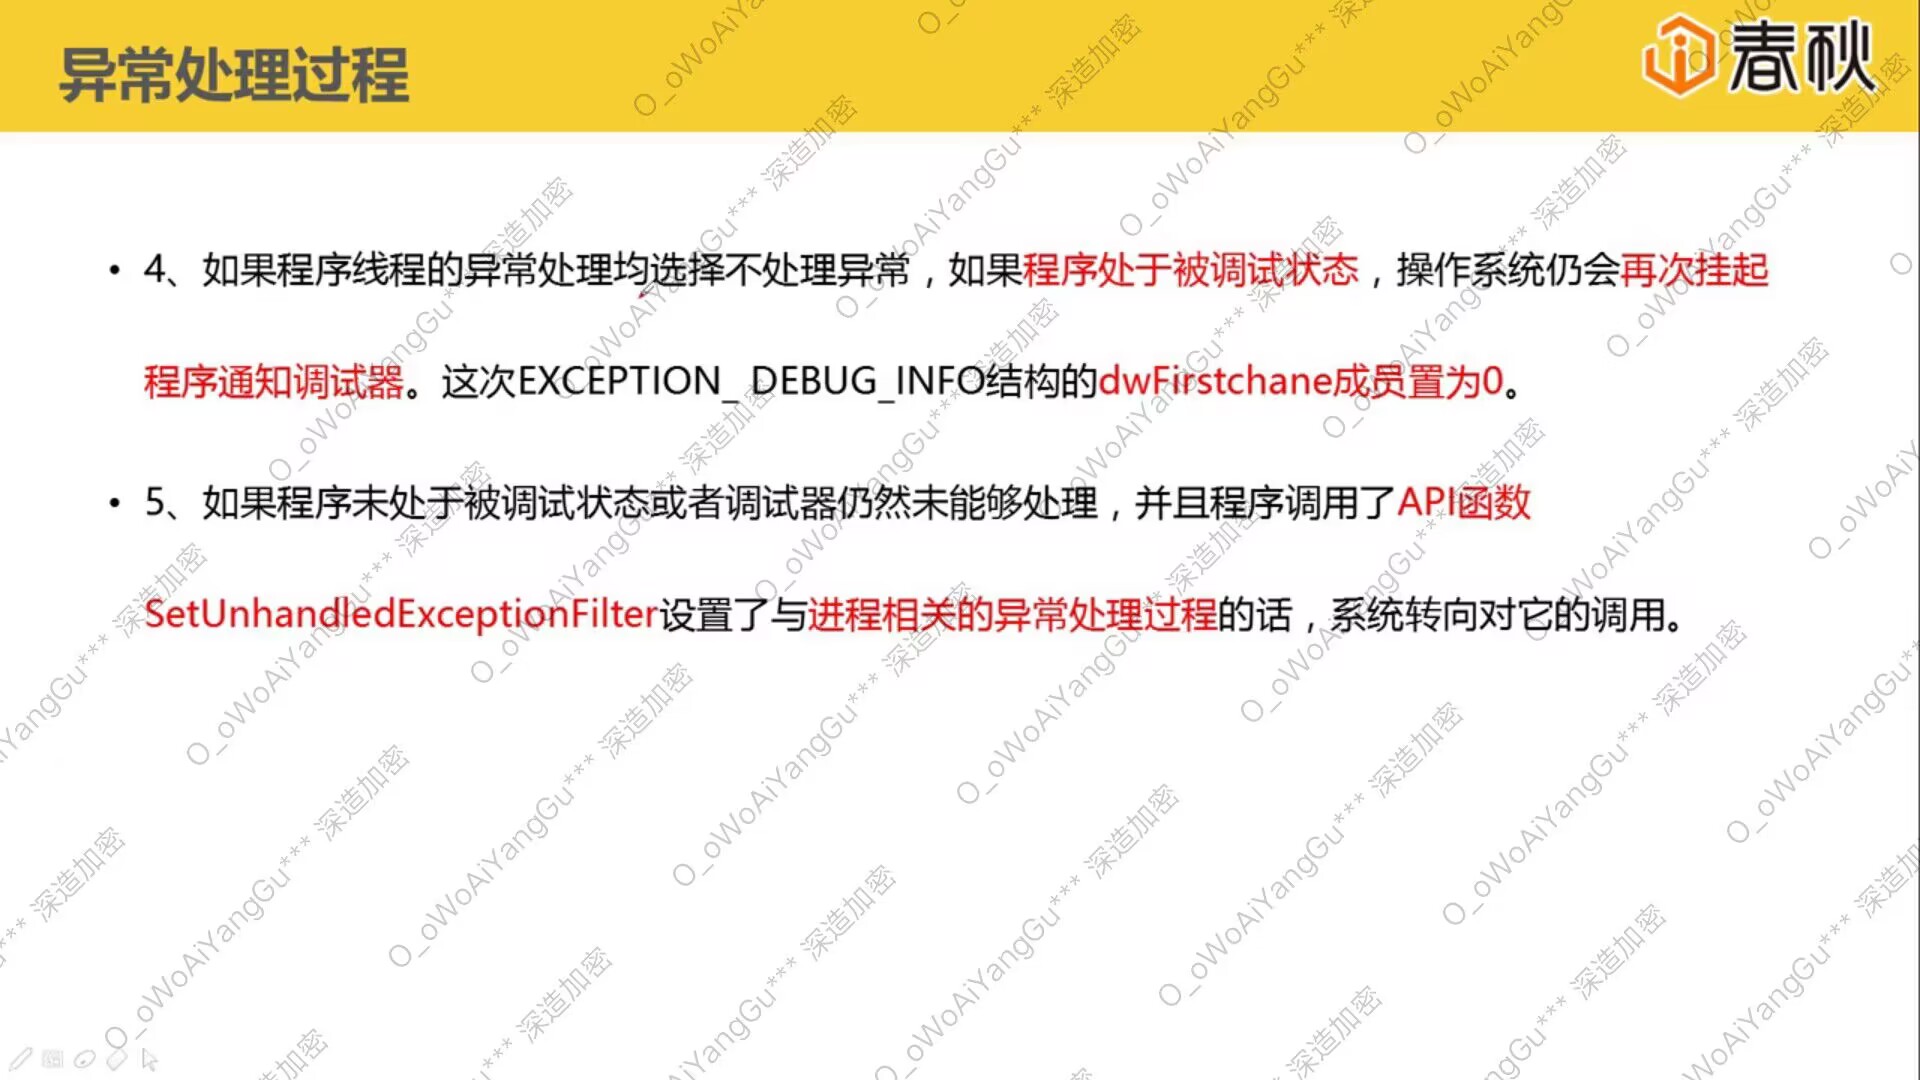 异常处理过程
春秋
• 4、如果程序线程的异常处理均选择不处理异常，如果程序处于被调试状态，操作系统仍会再次挂起
程序通知调试器。这次EXCEPTION_ DEBUG_INFO结构的dwFirstchane成员置为0。
• 5、如果程序未处于被调试状态或者调试器仍然未能够处理，并且程序调用了API函数
SetUnhandledExceptionFilter设置了与进程相关的异常处理过程的话，系统转向对它的调用。
O_oWoAiYangGu*** 深造加密